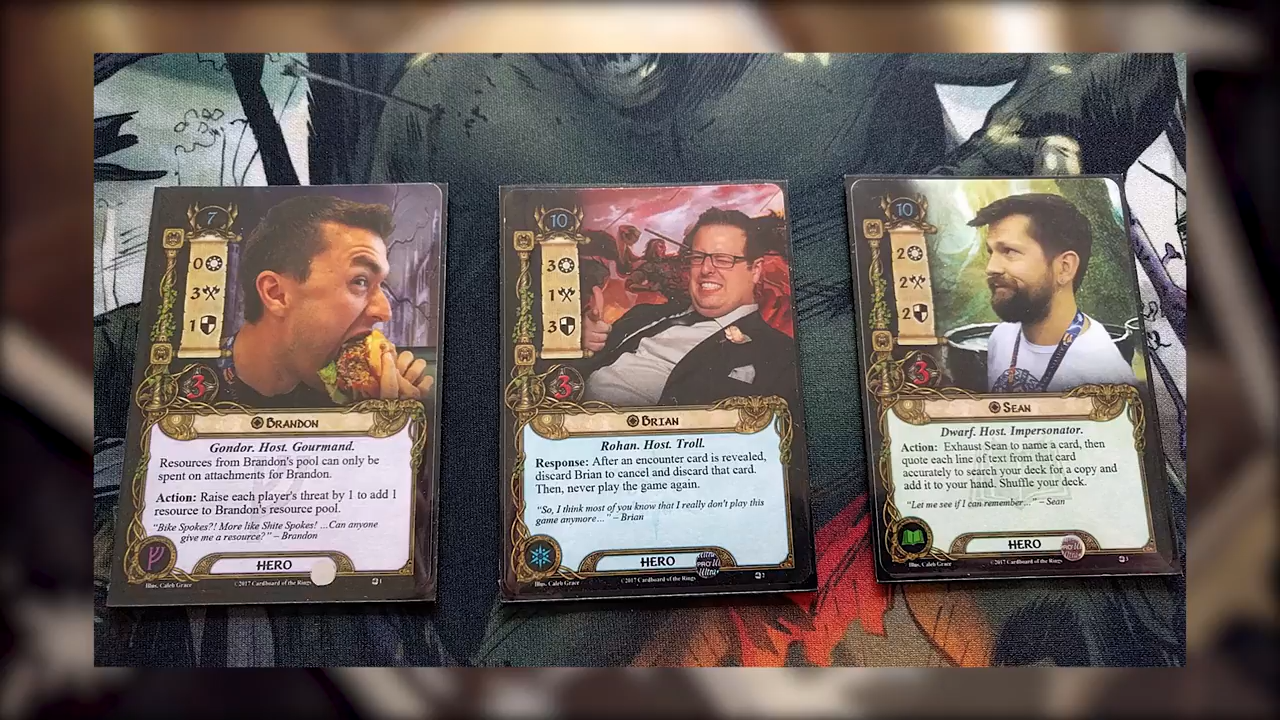 7
0
3
1
3
BRANDON
Gondor. Host. Gourmand.
Resources from Brandon's pool can only be
spent on attachments for Brandon.
Action: Raise each player's threat by 1 to add 1
resource to Brandon's resource pool.
"Bike Spokes?! More like Shite Spokes! ...Can anyone
give me a resource?" – Brandon
HERO
Illus. Caleb Grace
©2017 Cardboard of the Rings
1
10
3
1
3
3
BRIAN
Rohan. Host. Troll.
Response: After an encounter card is revealed,
discard Brian to cancel and discard that card.
Then, never play the game again.
"So, I think most of you know that I really don't play this
game anymore..." – Brian
HERO
Illus. Caleb Grace
©2017 Cardboard of the Rings
2
10
2
2
2
3
SEAN
Dwarf. Host. Impersonator.
Action: Exhaust Sean to name a card, then
quote each line of text from that card
accurately to search your deck for a copy and
add it to your hand. Shuffle your deck.
"Let me see if I can remember..." – Sean
HERO
Illus. Caleb Grace
©2017 Cardboard of the Rings